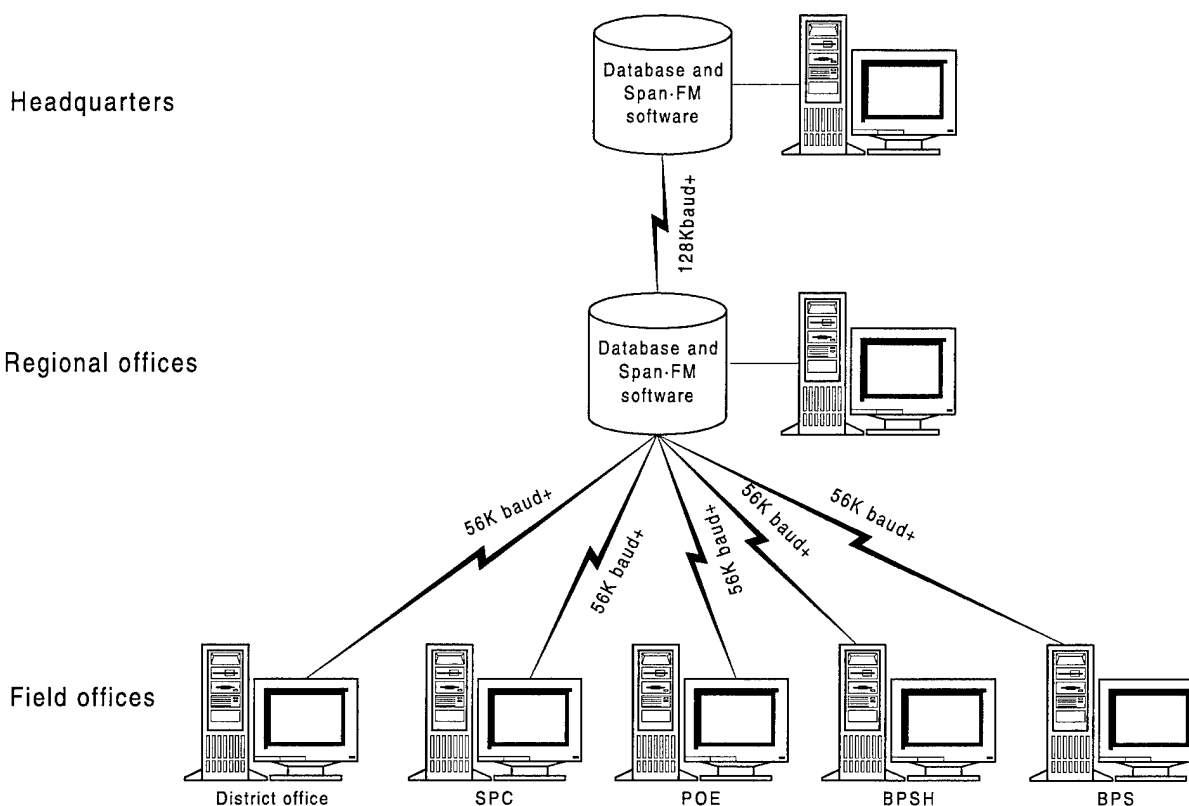 Headquarters
Database and
Span·FM
software
128Kbaud+
Regional offices
Database and
Span·FM
software
56K baud+
56K baud+
56K baud+
56K baud+
56K baud+
Field offices
District office
SPC
POE
BPSH
BPS